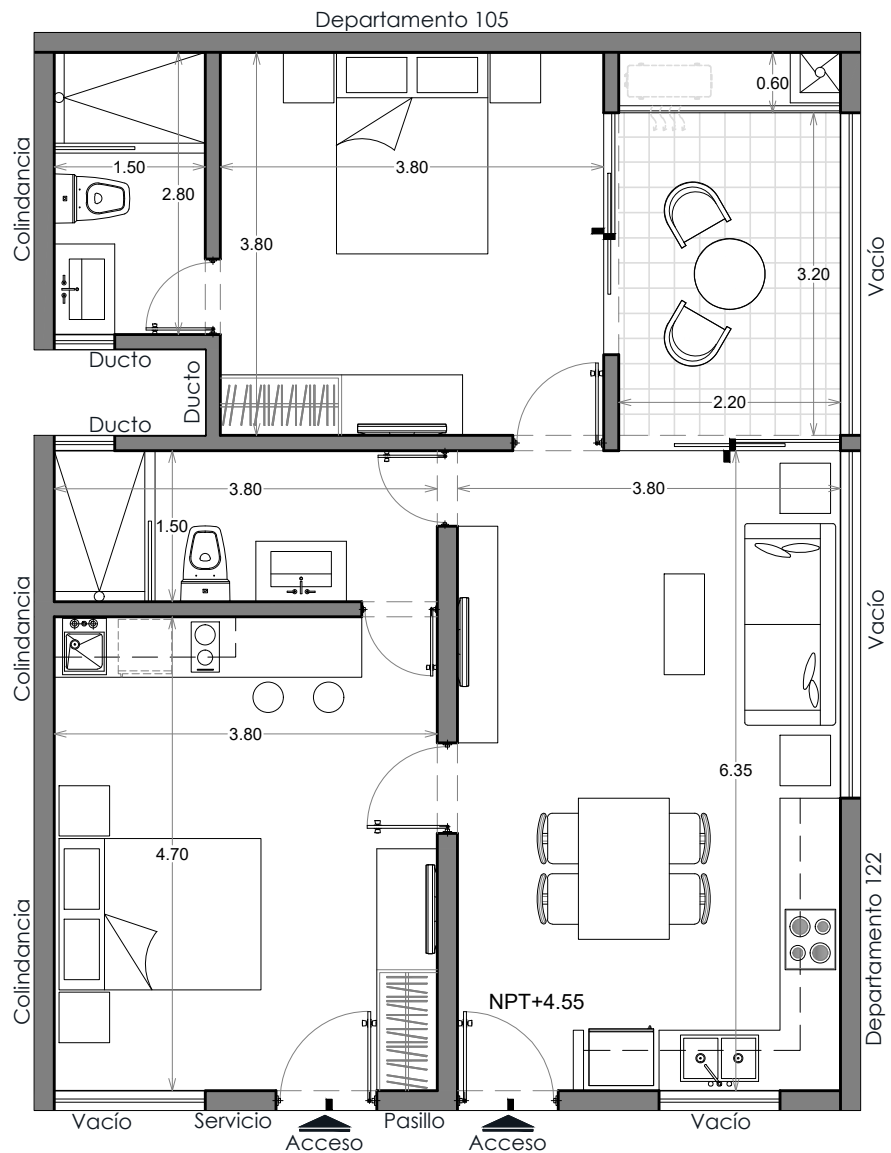 Departamento 105
0.60
Colindancia
1.50
2.80
3.80
3.80
3.20
Vacío
Ducto
Ducto
Ducto
2.20
3.80
3.80
1.50
Colindancia
Vacío
3.80
6.35
4.70
Colindancia
Departamento 122
NPT+4.55
Vacío
Servicio
Pasillo
Vacío
Acceso
Acceso